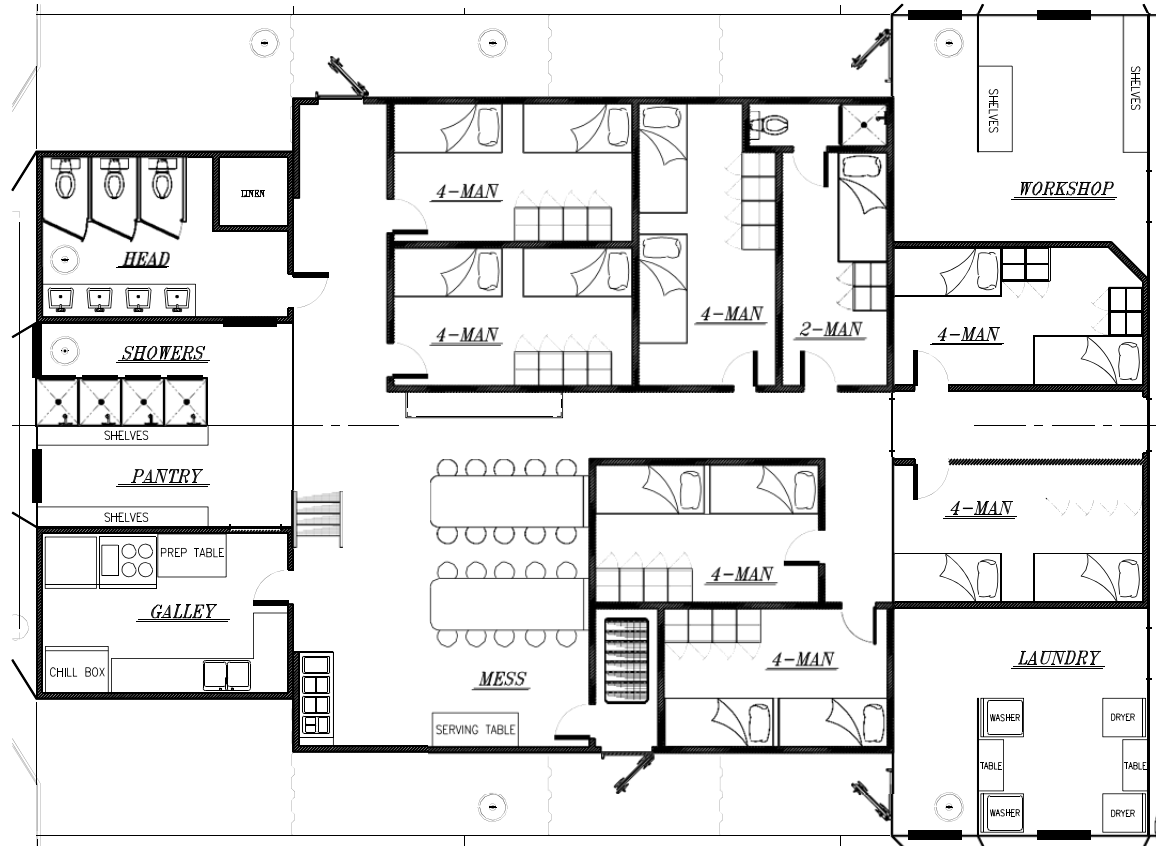 SHELVES
SHELVES
WORKSHOP
4-MAN
LINEN
HEAD
4-MAN
4-MAN
2-MAN
4-MAN
SHOWERS
4-MAN
SHELVES
PANTRY
SHELVES
4-MAN
PREP TABLE
4-MAN
GALLEY
CHILL BOX
MESS
4-MAN
LAUNDRY
SERVING TABLE
WASHER
DRYER
TABLE
TABLE
WASHER
DRYER